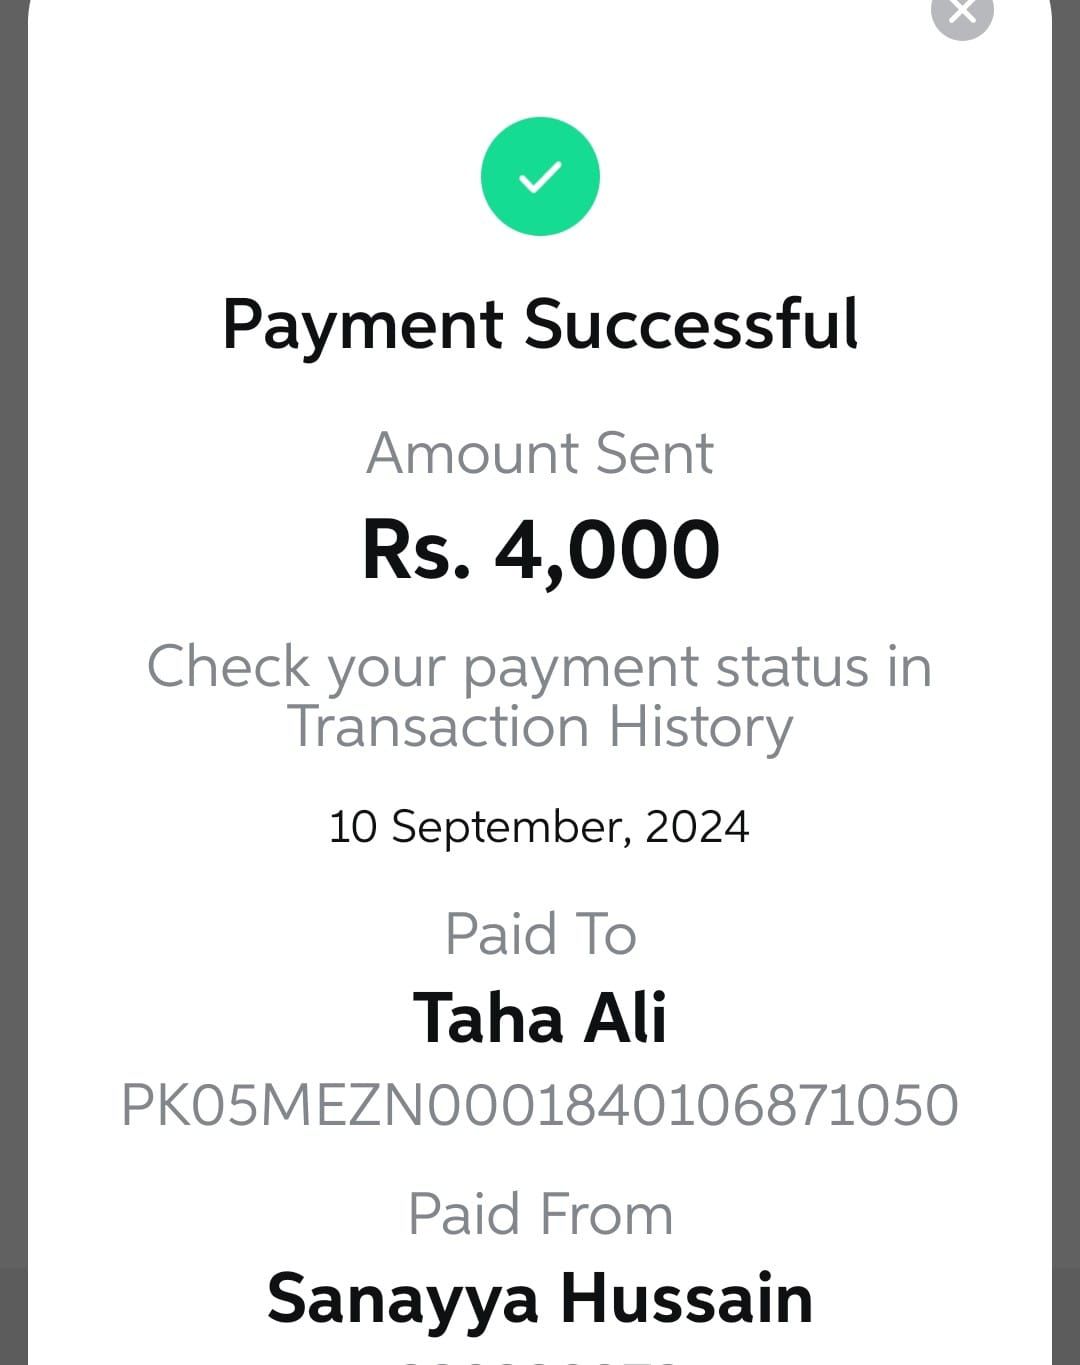 Payment Successful
Amount Sent
Rs. 4,000
Check your payment status in
Transaction History
10 September, 2024
Paid To
Taha Ali
PK05MEZN0001840106871050
Paid From
Sanayya Hussain